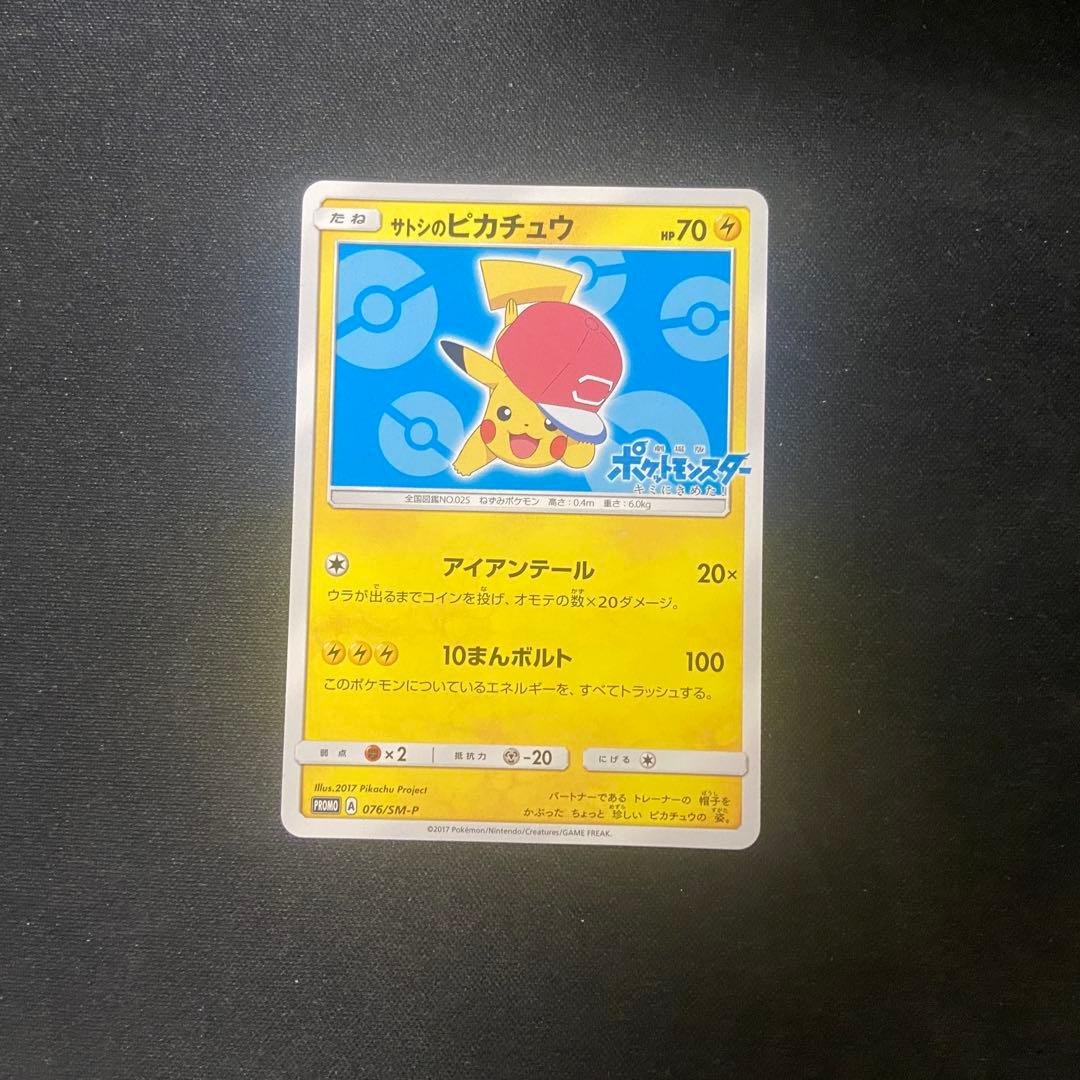 たね サトシのピカチュウ HP70
劇場版
ポケットモンスター
キミにきめた!
全国図鑑NO.025 ねずみポケモン 高さ:0.4m 重さ:6.0kg
アイアンテール 20×
ウラが出るまでコインを投げ、オモテの数×20ダメージ。
10まんボルト 100
このポケモンについているエネルギーを、すべてトラッシュする。
弱点 ×2 抵抗力 -20 にげる
Illus.2017 Pikachu Project
PROMO A 076/SM-P
パートナーである トレーナーの 帽子を
かぶった ちょっと 珍しい ピカチュウの 姿。
©2017 Pokémon/Nintendo/Creatures/GAME FREAK.